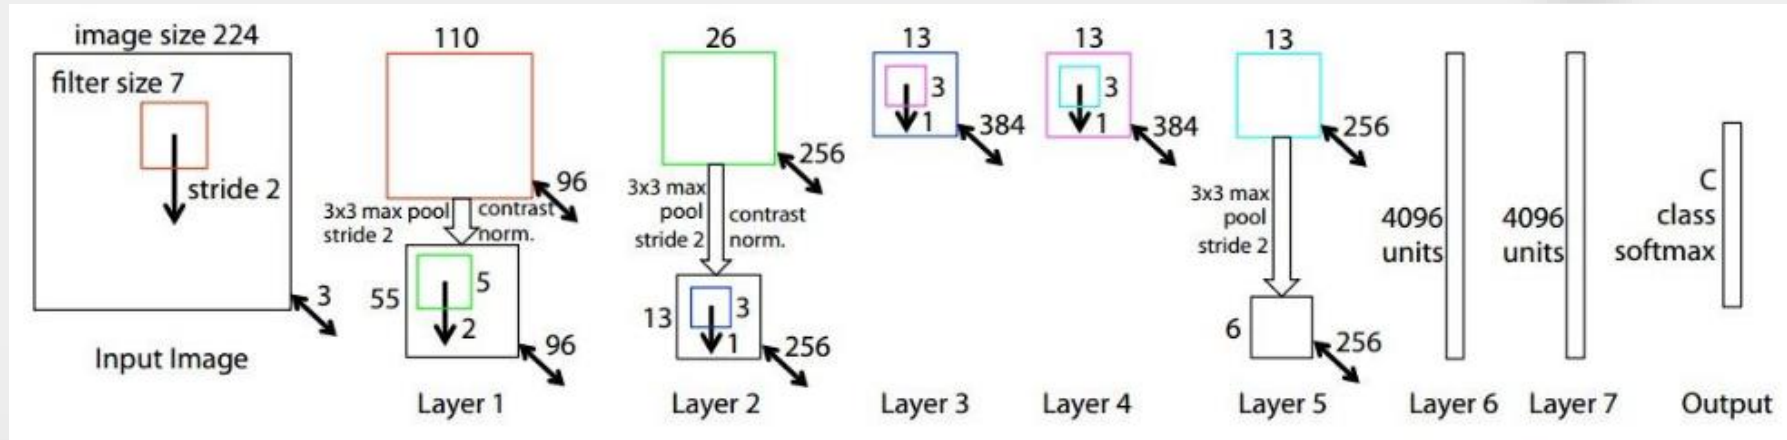 image size 224
filter size 7
stride 2
3
Input Image
110
96
3x3 max pool
stride 2
contrast
norm.
55
5
2
96
Layer 1
26
256
3x3 max
pool
stride 2
contrast
norm.
13
3
1
256
Layer 2
13
3
1
384
Layer 3
13
3
1
384
Layer 4
13
256
3x3 max
pool
stride 2
6
256
Layer 5
4096
units
Layer 6
4096
units
Layer 7
C
class
softmax
Output